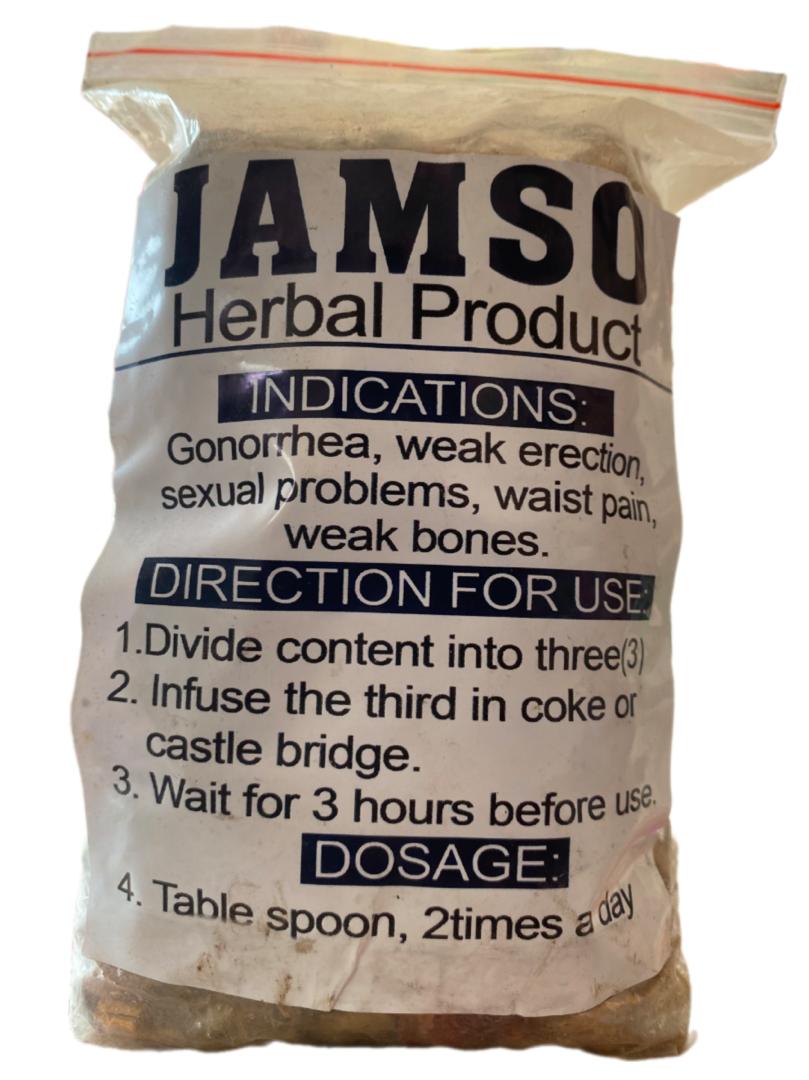 JAMSO
Herbal Product
INDICATIONS:
Gonorrhea, weak erection,
sexual problems, waist pain,
weak bones.
DIRECTION FOR USE:
1.Divide content into three(3)
2. Infuse the third in coke or
castle bridge.
3. Wait for 3 hours before use.
DOSAGE:
4. Table spoon, 2times a day